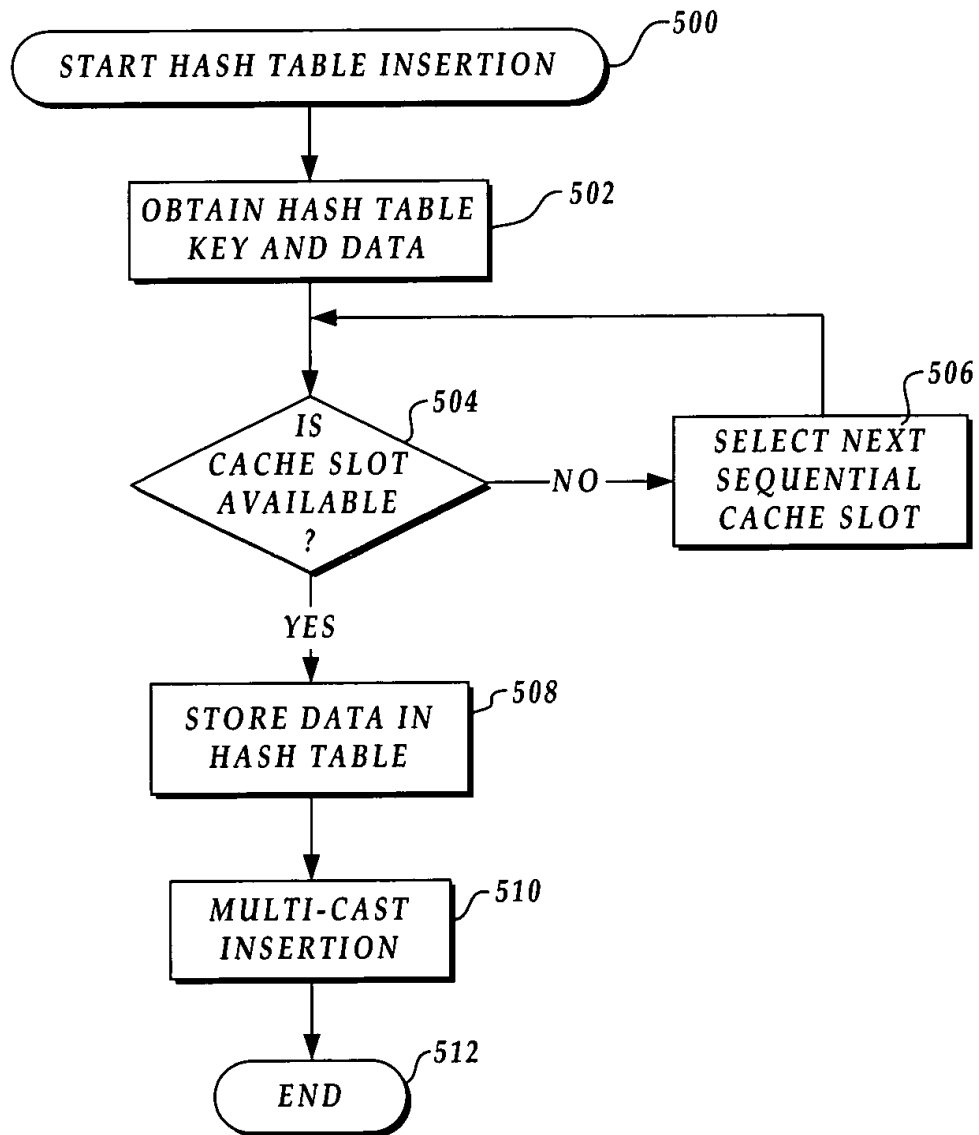 500
START HASH TABLE INSERTION
502
OBTAIN HASH TABLE
KEY AND DATA
504
IS
CACHE SLOT
AVAILABLE
?
NO
506
SELECT NEXT
SEQUENTIAL
CACHE SLOT
YES
508
STORE DATA IN
HASH TABLE
510
MULTI-CAST
INSERTION
512
END